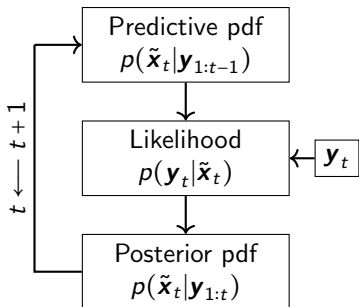 Predictive pdf
p(x̃_t|y_{1:t−1})
t ← t + 1
Likelihood
p(y_t|x̃_t)
y_t
Posterior pdf
p(x̃_t|y_{1:t})